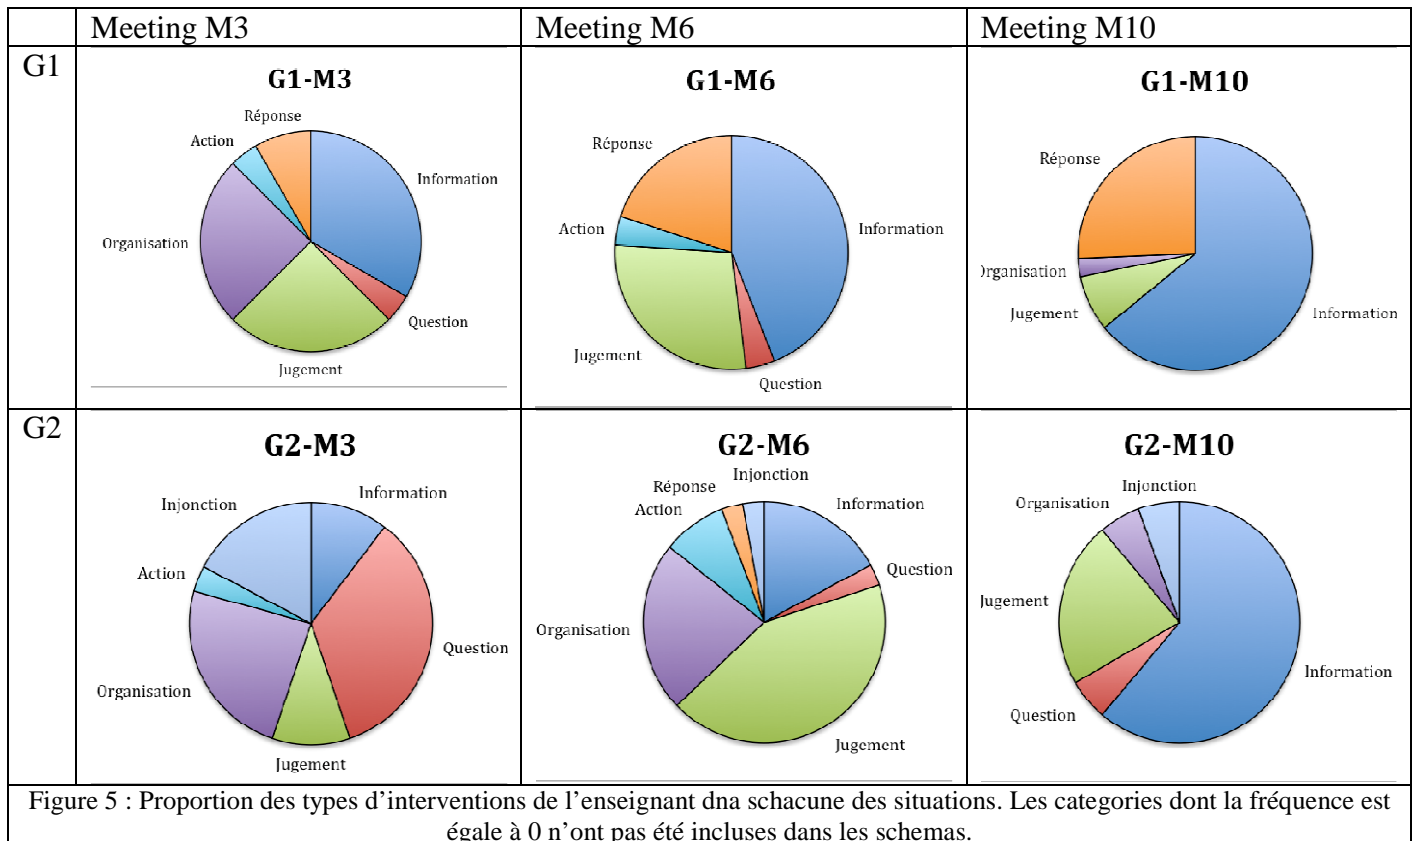 Meeting M3
Meeting M6
Meeting M10
G1
G1-M3
Réponse
Action
Information
Organisation
Question
Jugement
G1-M6
Réponse
Action
Information
Jugement
Question
G1-M10
Réponse
Organisation
Jugement
Information
G2
G2-M3
Injonction
Information
Action
Question
Organisation
Jugement
G2-M6
Injonction
Réponse
Action
Information
Question
Organisation
Jugement
G2-M10
Injonction
Organisation
Jugement
Information
Question
Figure 5 : Proportion des types d’interventions de l’enseignant dna schacune des situations. Les categories dont la fréquence est
égale à 0 n’ont pas été incluses dans les schemas.